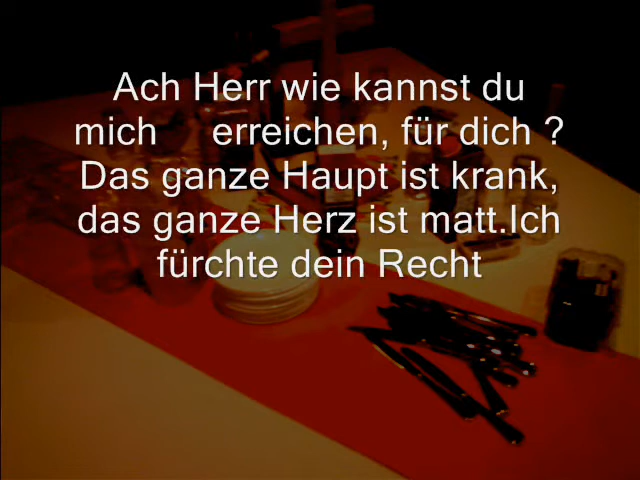 Ach Herr wie kannst du
mich erreichen, für dich ?
Das ganze Haupt ist krank,
das ganze Herz ist matt.Ich
fürchte dein Recht